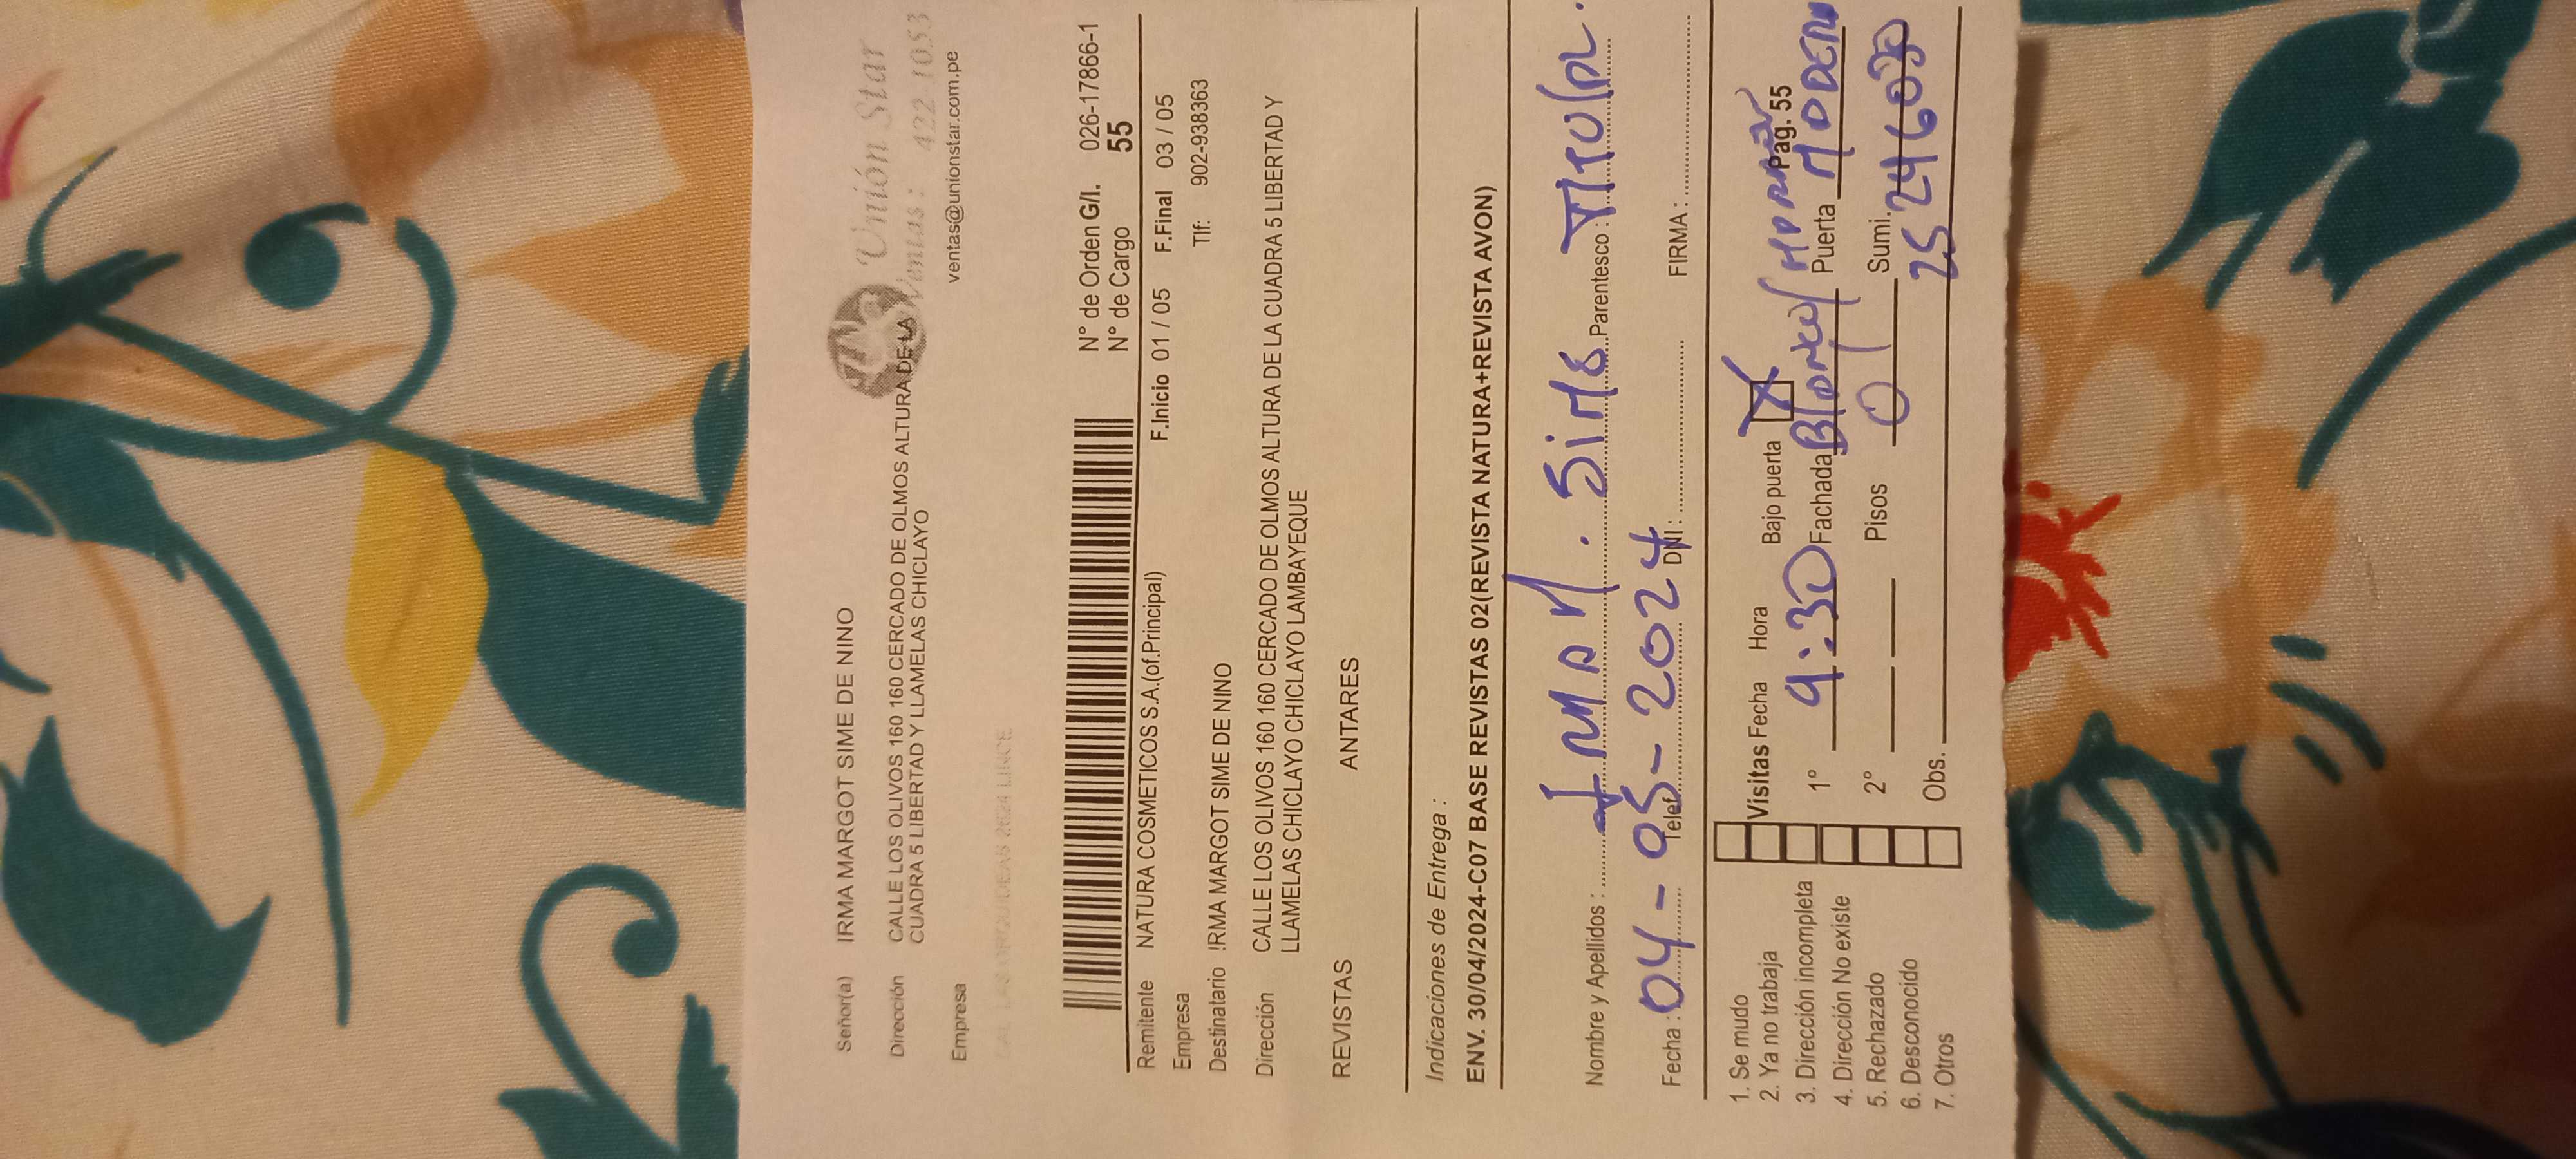 Unión Star
Ventas : 422-1053
ventas@unionstar.com.pe
Señor(a) IRMA MARGOT SIME DE NINO
Dirección CALLE LOS OLIVOS 160 160 CERCADO DE OLMOS ALTURA DE LA
CUADRA 5 LIBERTAD Y LLAMELAS CHICLAYO
Empresa
LINCE
N° de Orden G/I. 026-17866-1
N° de Cargo 55
Remitente NATURA COSMETICOS S.A.(of.Principal) F.Inicio 01 / 05 F.Final 03 / 05
Empresa Tlf: 902-938363
Destinatario !RMA MARGOT SIME DE NINO
Dirección CALLE LOS OLIVOS 160 160 CERCADO DE OLMOS ALTURA DE LA CUADRA 5 LIBERTAD Y
LLAMELAS CHICLAYO CHICLAYO LAMBAYEQUE
REVISTAS ANTARES
Indicaciones de Entrega :
ENV. 30/04/2024-C07 BASE REVISTAS 02(REVISTA NATURA+REVISTA AVON)
Nombre y Apellidos : Irma M. Sime Parentesco : Titular.
Fecha : 04-05-2024 Telef DNI: FIRMA :
1. Se mudo Visitas Fecha Hora Bajo puerta X Pag. 55
2. Ya no trabaja
3. Dirección incompleta 1° 9:30 Fachada Blanco/ Puerta
4. Dirección No existe
5. Rechazado 2° Pisos 0 Sumi. 25
6. Desconocido
7. Otros Obs.